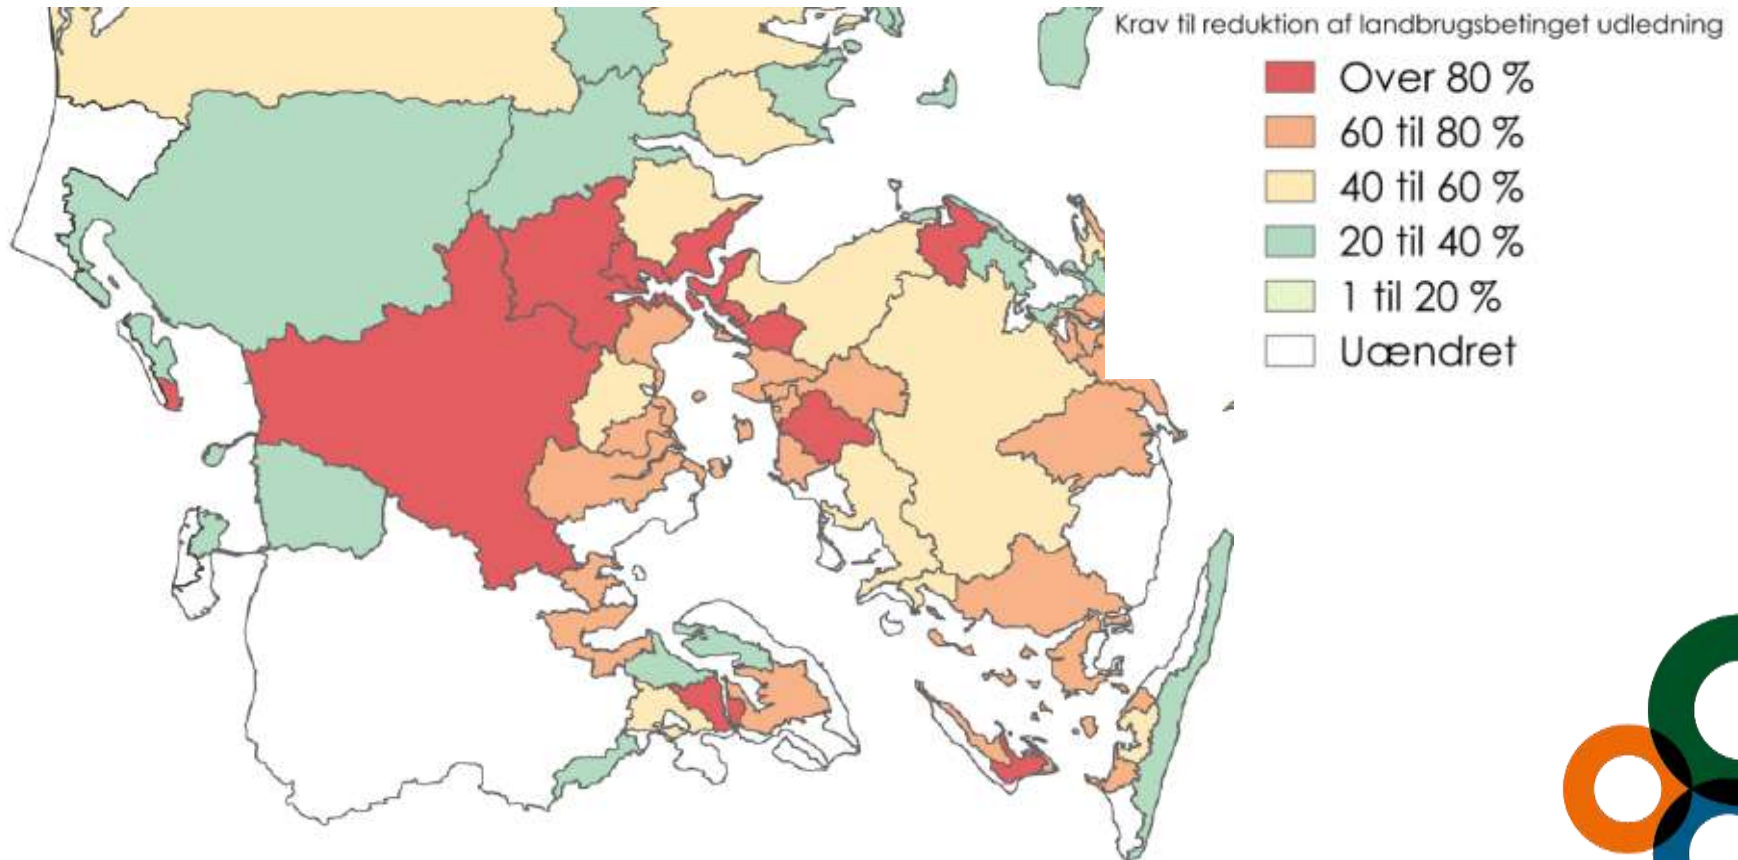 Krav til reduktion af landbrugsbetinget udledning
Over 80 %
60 til 80 %
40 til 60 %
20 til 40 %
1 til 20 %
Uændret